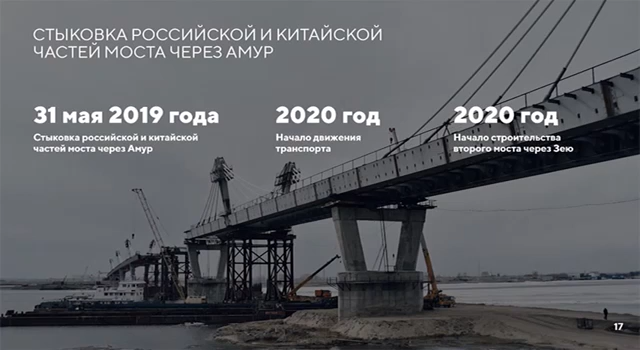 СТЫКОВКА РОССИЙСКОЙ И КИТАЙСКОЙ
ЧАСТЕЙ МОСТА ЧЕРЕЗ АМУР
31 мая 2019 года
Стыковка российской и китайской
частей моста через Амур
2020 год
Начало движения
транспорта
2020 год
Начало строительства
второго моста через Зею
17